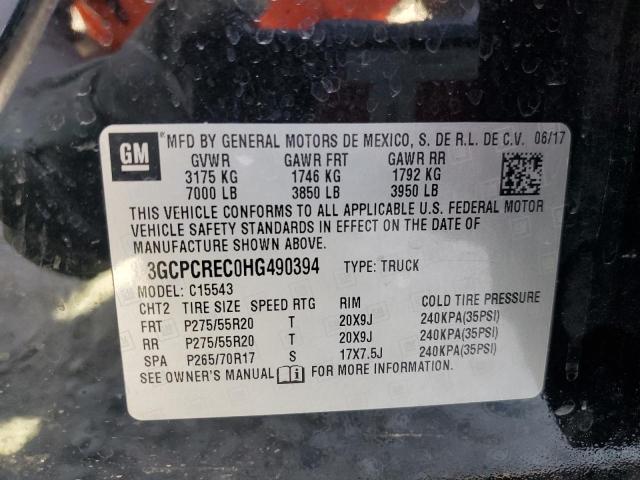 GM
MFD BY GENERAL MOTORS DE MEXICO, S. DE R.L. DE C.V. 06/17
GVWR GAWR FRT GAWR RR
3175 KG 1746 KG 1792 KG
7000 LB 3850 LB 3950 LB
THIS VEHICLE CONFORMS TO ALL APPLICABLE U.S. FEDERAL MOTOR
VEHICLE SAFETY STANDARDS IN EFFECT ON THE DATE OF
MANUFACTURE SHOWN ABOVE.
3GCPCREC0HG490394 TYPE: TRUCK
MODEL: C15543
CHT2 TIRE SIZE SPEED RTG RIM COLD TIRE PRESSURE
FRT P275/55R20 T 20X9J 240KPA(35PSI)
RR P275/55R20 T 20X9J 240KPA(35PSI)
SPA P265/70R17 S 17X7.5J 240KPA(35PSI)
SEE OWNER'S MANUAL FOR MORE INFORMATION.